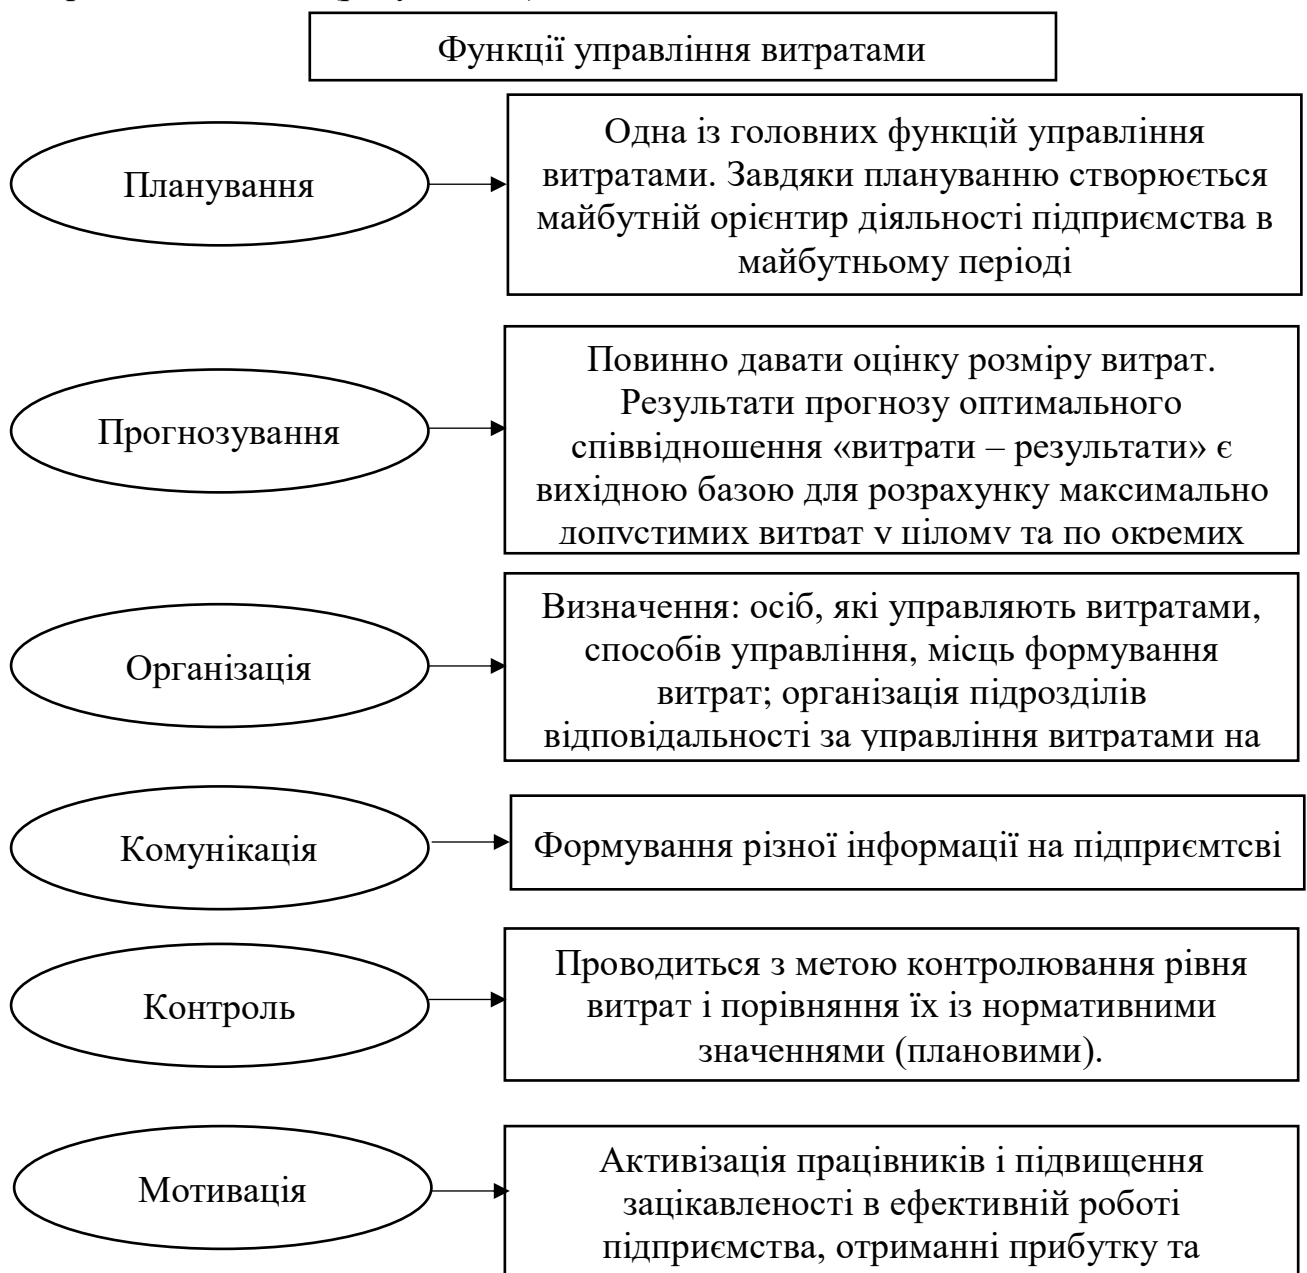 Функції управління витратами
Планування
Одна із головних функцій управління
витратами. Завдяки плануванню створюється
майбутній орієнтир діяльності підприємства в
майбутньому періоді
Прогнозування
Повинно давати оцінку розміру витрат.
Результати прогнозу оптимального
співвідношення «витрати – результати» є
вихідною базою для розрахунку максимально
допустимих витрат у цілому та по окремих
Організація
Визначення: осіб, які управляють витратами,
способів управління, місць формування
витрат; організація підрозділів
відповідальності за управління витратами на
Комунікація
Формування різної інформації на підприємтсві
Контроль
Проводиться з метою контролювання рівня
витрат і порівняння їх із нормативними
значеннями (плановими).
Мотивація
Активізація працівників і підвищення
зацікавленості в ефективній роботі
підприємства, отриманні прибутку та